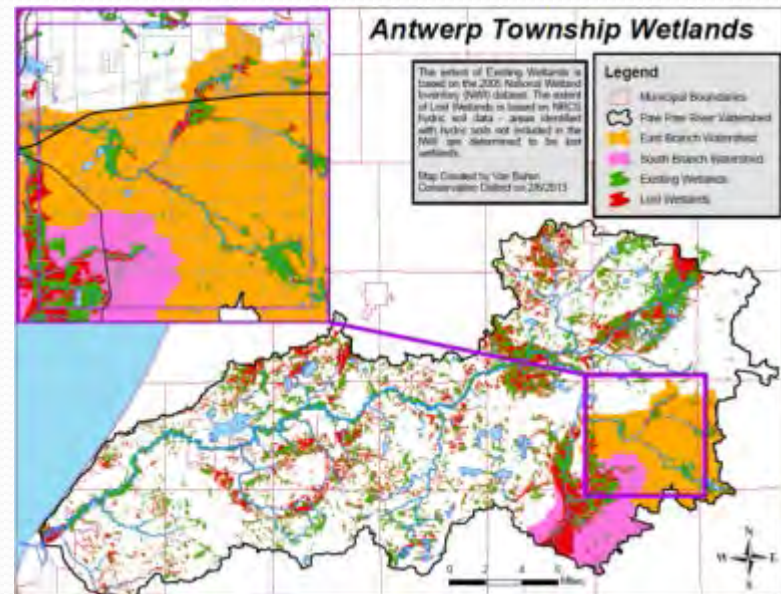 Antwerp Township Wetlands
The extent of Existing Wetlands is
based on the 2005 National Wetland
Inventory (NWI) dataset. The extent
of Lost Wetlands is based on NRCS
hydric soil data - areas identified
with hydric soils not included in the
NWI are determined to be lost
wetlands.
Map Created by Van Buren
Conservation District on 2/6/2013
Legend
Municipal Boundaries
Paw Paw River Watershed
East Branch Watershed
South Branch Watershed
Existing Wetlands
Lost Wetlands
0 2 4 6
Miles
N
W E
S